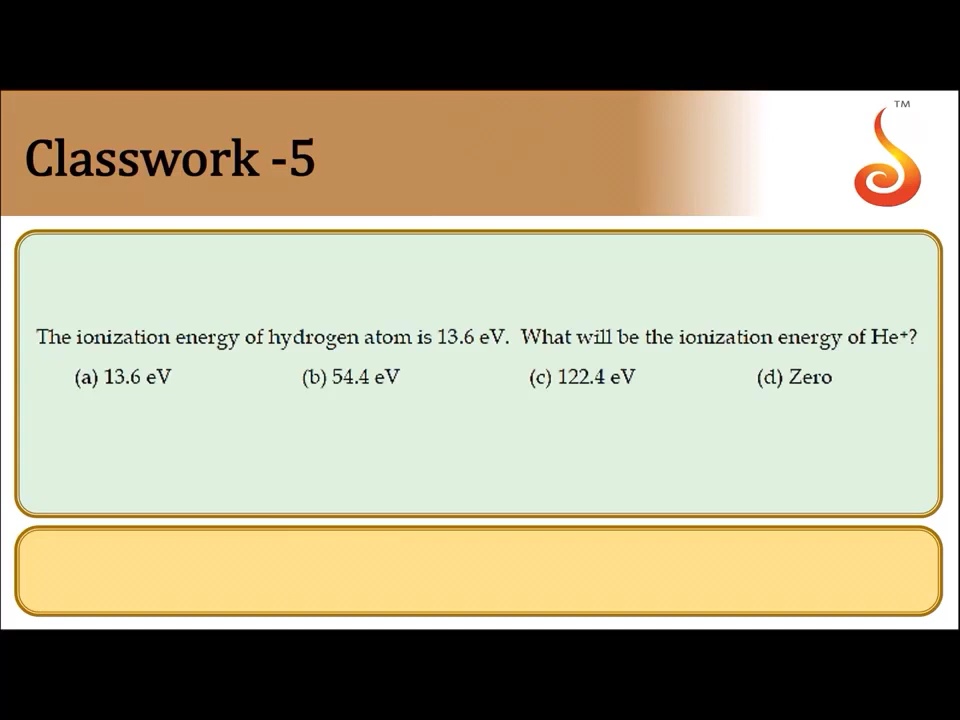 TM
Classwork -5
The ionization energy of hydrogen atom is 13.6 eV. What will be the ionization energy of He⁺?
(a) 13.6 eV (b) 54.4 eV (c) 122.4 eV (d) Zero